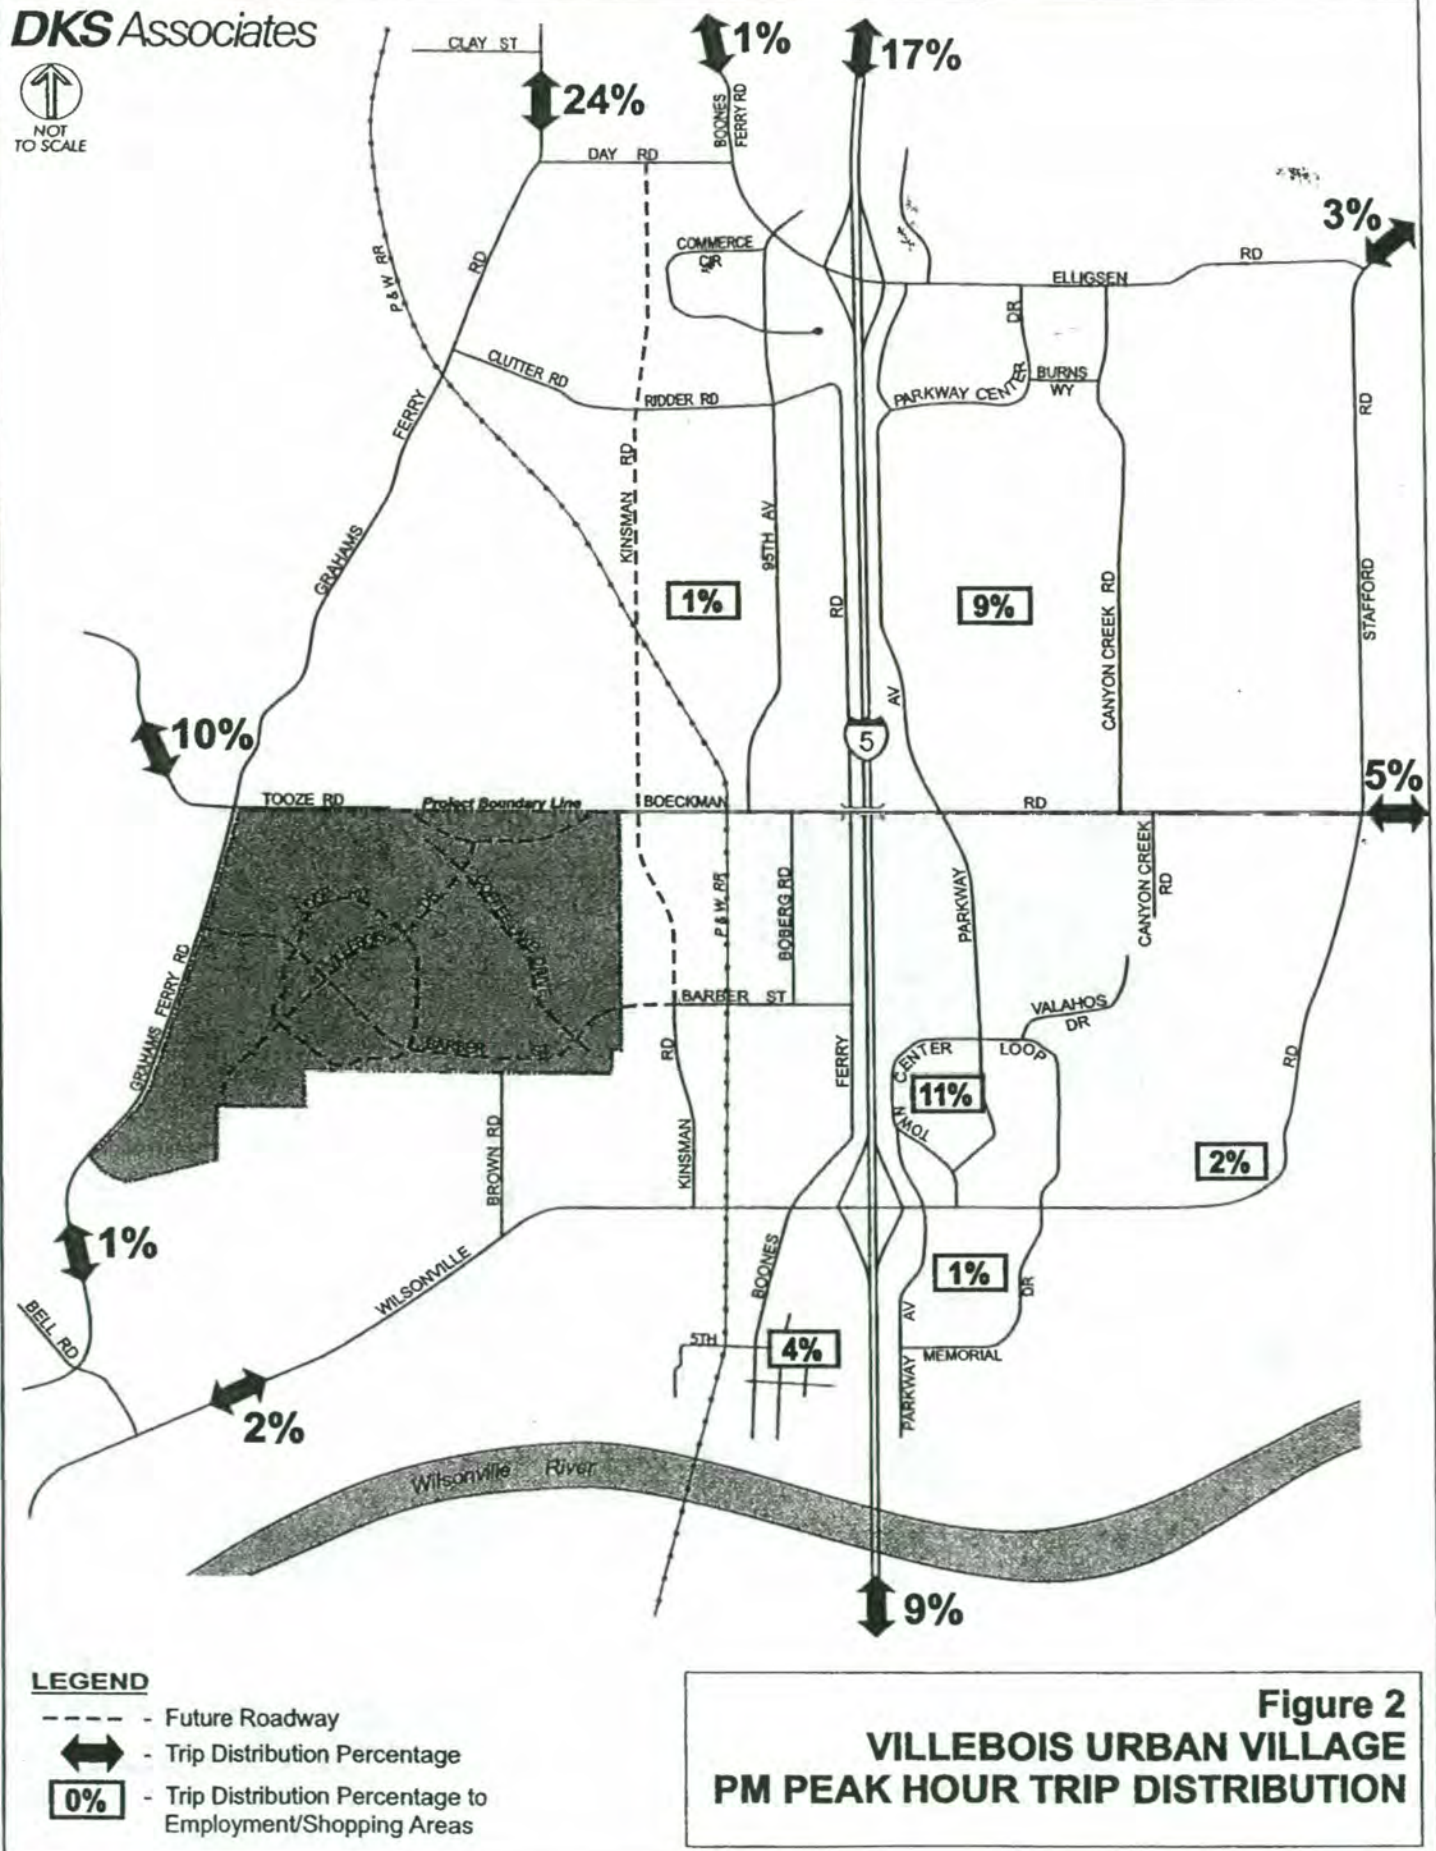 DKS Associates
NOT
TO SCALE
CLAY ST
24%
1%
17%
BOONES
FERRY RD
DAY RD
3%
COMMERCE
CIR
RD
ELLIGSEN
RD
P & W RR
DR
CLUTTER RD
RIDDER RD
PARKWAY CENTER
BURNS
WY
RD
FERRY
KINSMAN RD
95TH AV
GRAHAMS
1%
RD
9%
CANYON CREEK RD
STAFFORD
AV
10%
5
5%
TOOZE RD
Project Boundary Line
BOECKMAN
RD
P & W RR
BOBERG RD
PARKWAY
CANYON CREEK
RD
GRAHAMS FERRY RD
BARBER ST
VALAHOS
DR
BARBER ST
RD
FERRY
CENTER LOOP
RD
11%
TOWN
BROWN RD
KINSMAN
2%
1%
BOONES
1%
DR
WILSONVILLE
BELL RD
AV
5TH
4%
MEMORIAL
PARKWAY
2%
Wilsonville River
9%
LEGEND
- Future Roadway
- Trip Distribution Percentage
0% - Trip Distribution Percentage to
Employment/Shopping Areas
Figure 2
VILLEBOIS URBAN VILLAGE
PM PEAK HOUR TRIP DISTRIBUTION